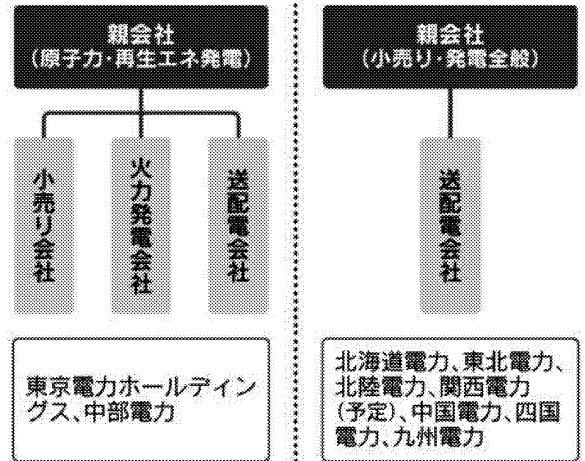 親会社
(原子力・再生エネ発電)
小売り会社
火力発電会社
送配電会社
東京電力ホールディン
グス、中部電力
親会社
(小売り・発電全般)
送配電会社
北海道電力、東北電力、
北陸電力、関西電力
(予定)、中国電力、四国
電力、九州電力